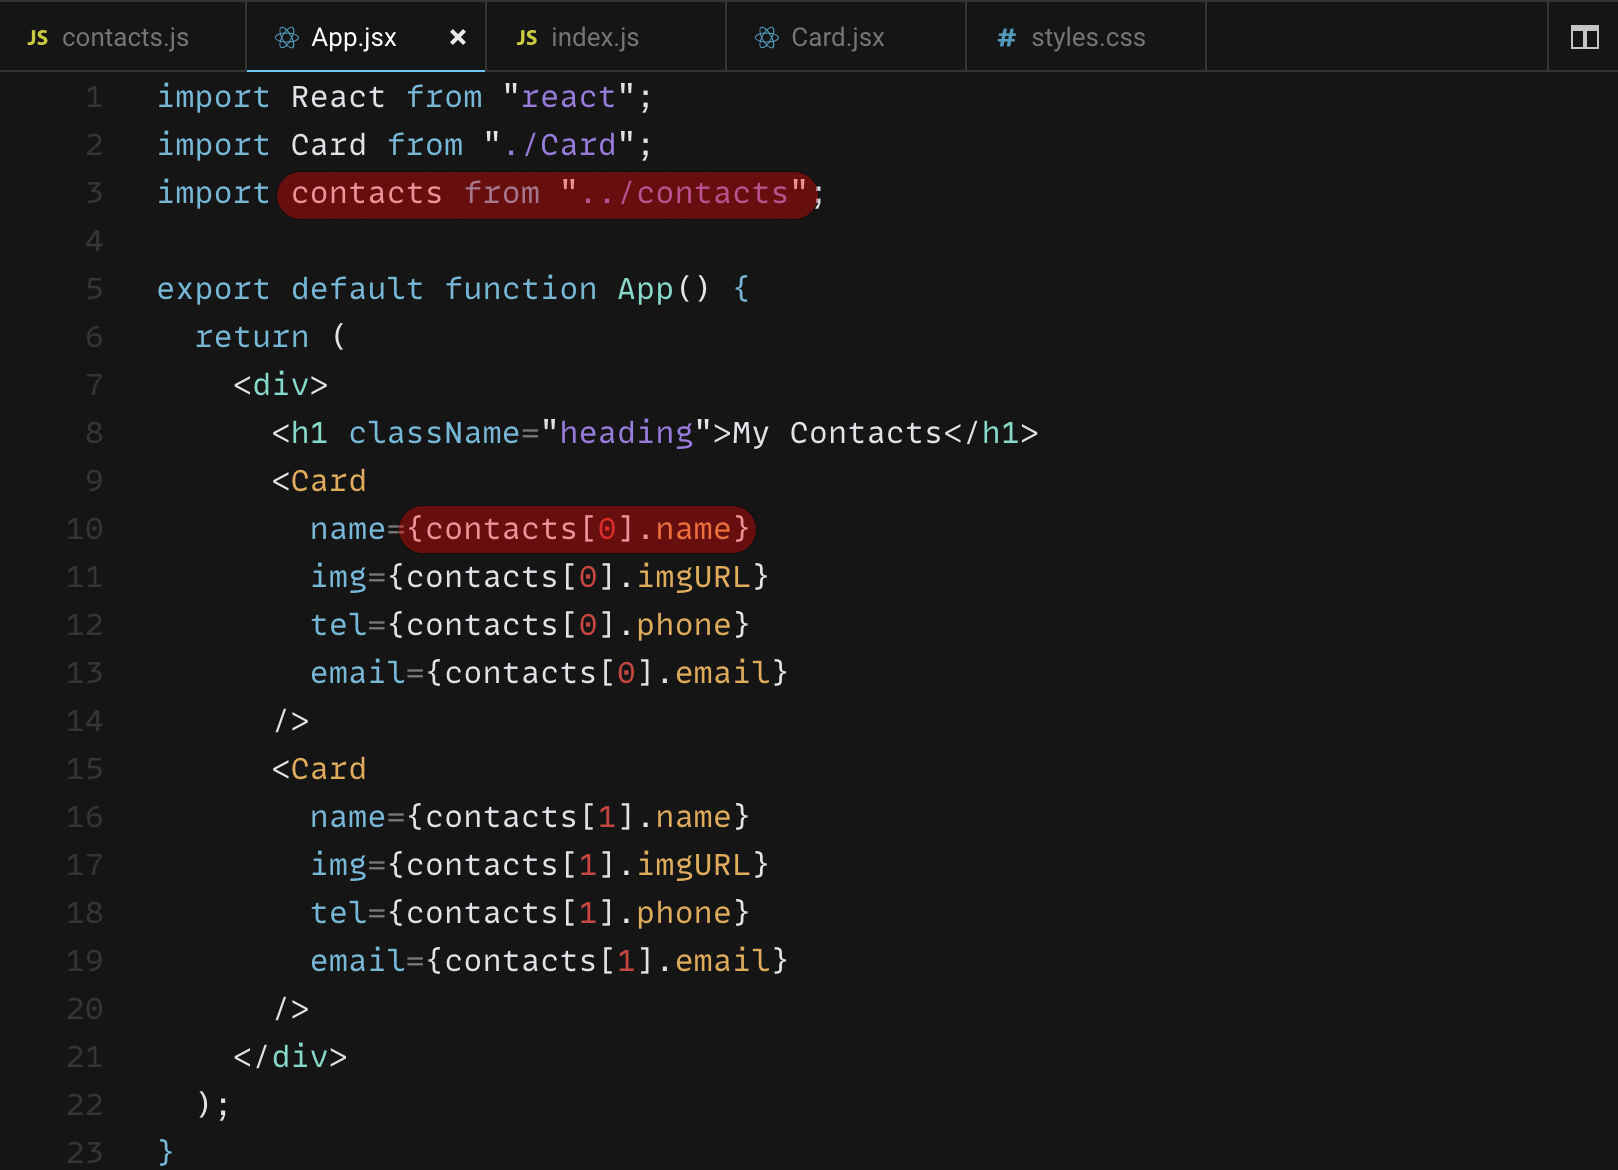 JS contacts.js App.jsx × JS index.js Card.jsx # styles.css
1 import React from "react";
2 import Card from "./Card";
3 import contacts from "../contacts";
4
5 export default function App() {
6 return (
7 <div>
8 <h1 className="heading">My Contacts</h1>
9 <Card
10 name={contacts[0].name}
11 img={contacts[0].imgURL}
12 tel={contacts[0].phone}
13 email={contacts[0].email}
14 />
15 <Card
16 name={contacts[1].name}
17 img={contacts[1].imgURL}
18 tel={contacts[1].phone}
19 email={contacts[1].email}
20 />
21 </div>
22 );
23 }